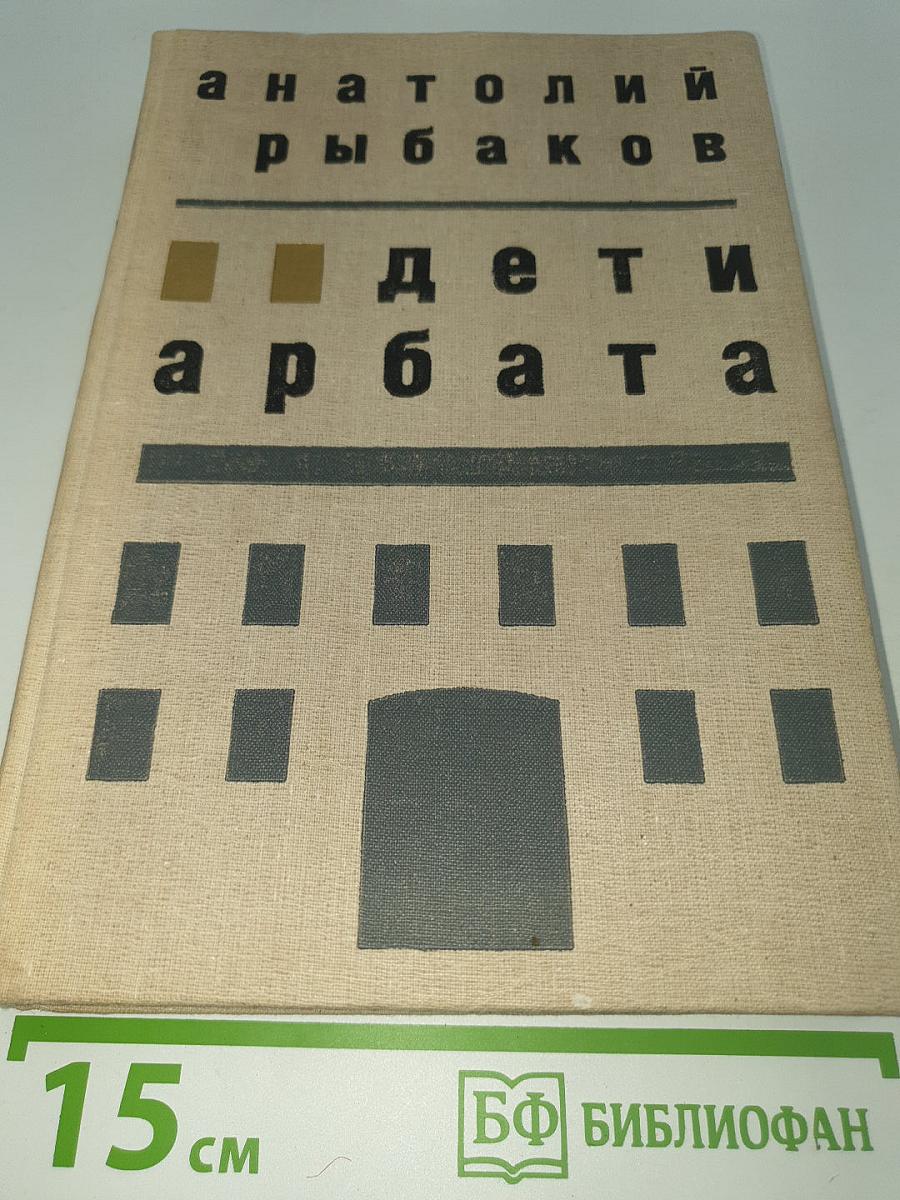 анатолий
рыбаков
дети
арбата
15 см
БФ БИБЛИОФАН